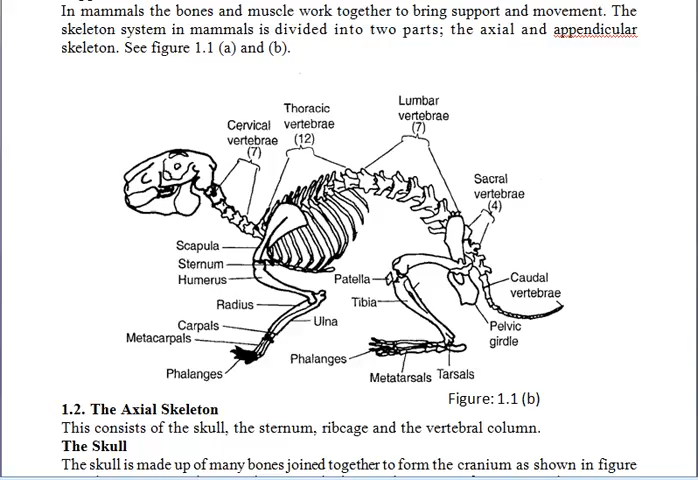 In mammals the bones and muscle work together to bring support and movement. The
skeleton system in mammals is divided into two parts; the axial and appendicular
skeleton. See figure 1.1 (a) and (b).
Lumbar
vertebrae
(7)
Thoracic
vertebrae
(12)
Cervical
vertebrae
(7)
Sacral
vertebrae
(4)
Scapula
Sternum
Humerus
Patella
Caudal
vertebrae
Radius
Tibia
Ulna
Carpals
Metacarpals
Pelvic
girdle
Phalanges
Phalanges
Metatarsals
Tarsals
Figure: 1.1 (b)
1.2. The Axial Skeleton
This consists of the skull, the sternum, ribcage and the vertebral column.
The Skull
The skull is made up of many bones joined together to form the cranium as shown in figure